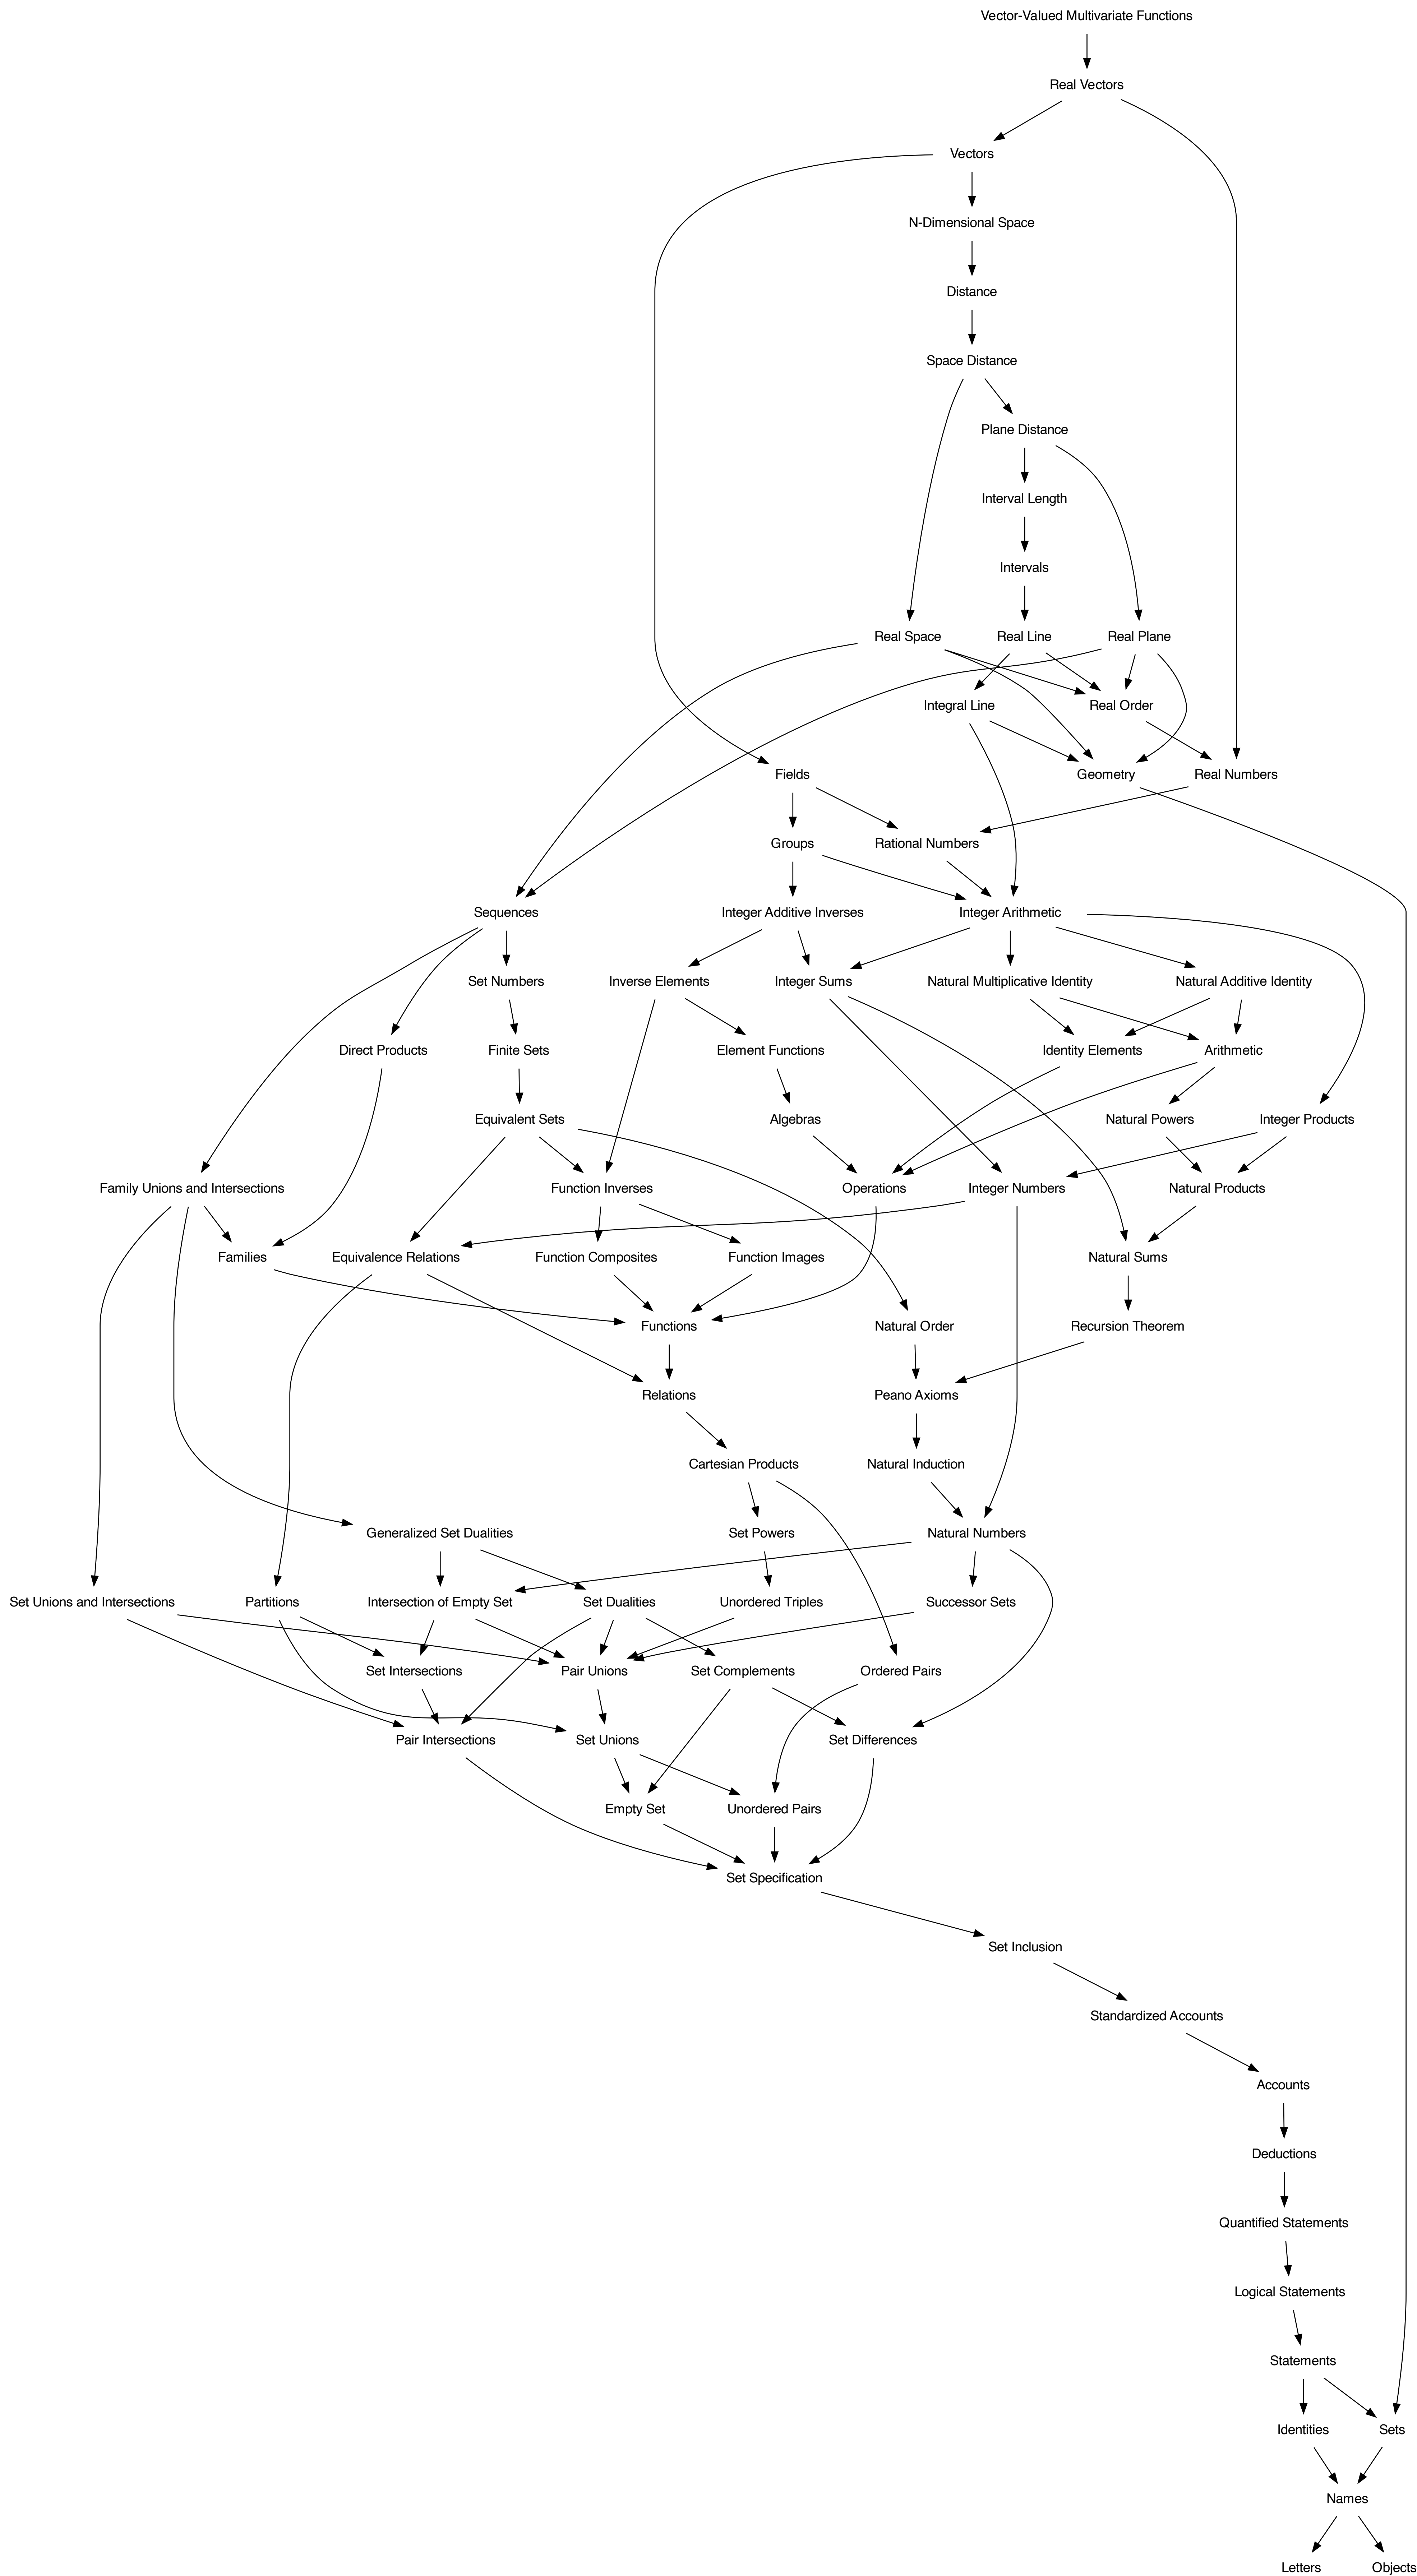 Vector-Valued Multivariate Functions
Real Vectors
Vectors
N-Dimensional Space
Distance
Space Distance
Plane Distance
Interval Length
Intervals
Real Space
Real Line
Real Plane
Integral Line
Real Order
Fields
Geometry
Real Numbers
Groups
Rational Numbers
Sequences
Integer Additive Inverses
Integer Arithmetic
Set Numbers
Inverse Elements
Integer Sums
Natural Multiplicative Identity
Natural Additive Identity
Direct Products
Finite Sets
Element Functions
Identity Elements
Arithmetic
Equivalent Sets
Algebras
Natural Powers
Integer Products
Family Unions and Intersections
Function Inverses
Operations
Integer Numbers
Natural Products
Families
Equivalence Relations
Function Composites
Function Images
Natural Sums
Functions
Natural Order
Recursion Theorem
Relations
Peano Axioms
Cartesian Products
Natural Induction
Generalized Set Dualities
Set Powers
Natural Numbers
Set Unions and Intersections
Partitions
Intersection of Empty Set
Set Dualities
Unordered Triples
Successor Sets
Set Intersections
Pair Unions
Set Complements
Ordered Pairs
Pair Intersections
Set Unions
Set Differences
Empty Set
Unordered Pairs
Set Specification
Set Inclusion
Standardized Accounts
Accounts
Deductions
Quantified Statements
Logical Statements
Statements
Identities
Sets
Names
Letters
Objects